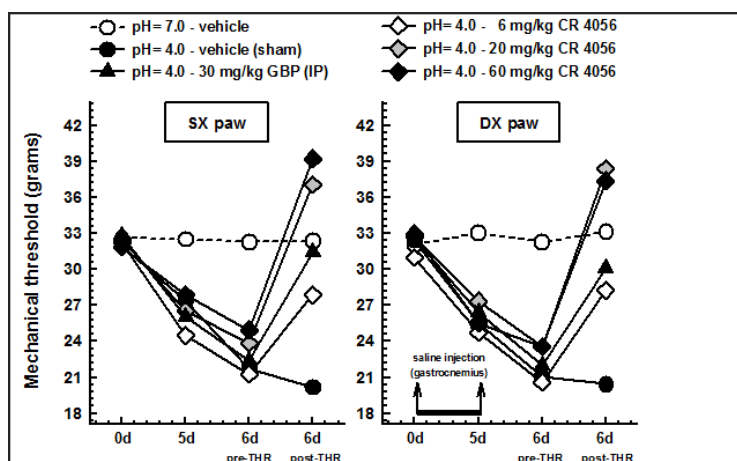 pH= 7.0 - vehicle
pH= 4.0 - vehicle (sham)
pH= 4.0 - 30 mg/kg GBP (IP)
pH= 4.0 - 6 mg/kg CR 4056
pH= 4.0 - 20 mg/kg CR 4056
pH= 4.0 - 60 mg/kg CR 4056
Mechanical threshold (grams)
SX paw
42
39
36
33
30
27
24
21
18
0d 5d 6d 6d
pre-THR post-THR
DX paw
42
39
36
33
30
27
24
21
18
saline injection
(gastrocnemius)
0d 5d 6d 6d
pre-THR post-THR